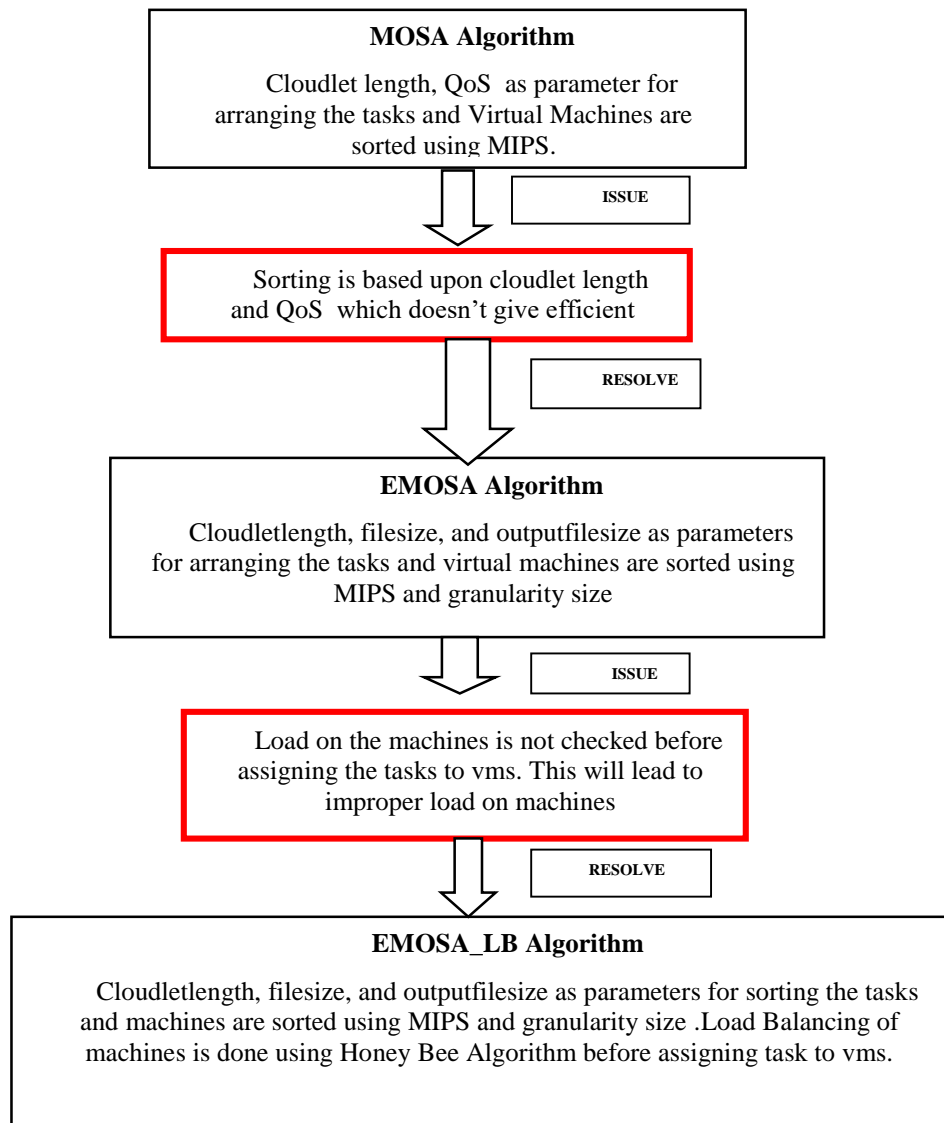 MOSA Algorithm
Cloudlet length, QoS as parameter for
arranging the tasks and Virtual Machines are
sorted using MIPS.
ISSUE
Sorting is based upon cloudlet length
and QoS which doesn’t give efficient
RESOLVE
EMOSA Algorithm
Cloudletlength, filesize, and outputfilesize as parameters
for arranging the tasks and virtual machines are sorted using
MIPS and granularity size
ISSUE
Load on the machines is not checked before
assigning the tasks to vms. This will lead to
improper load on machines
RESOLVE
EMOSA_LB Algorithm
Cloudletlength, filesize, and outputfilesize as parameters for sorting the tasks
and machines are sorted using MIPS and granularity size .Load Balancing of
machines is done using Honey Bee Algorithm before assigning task to vms.